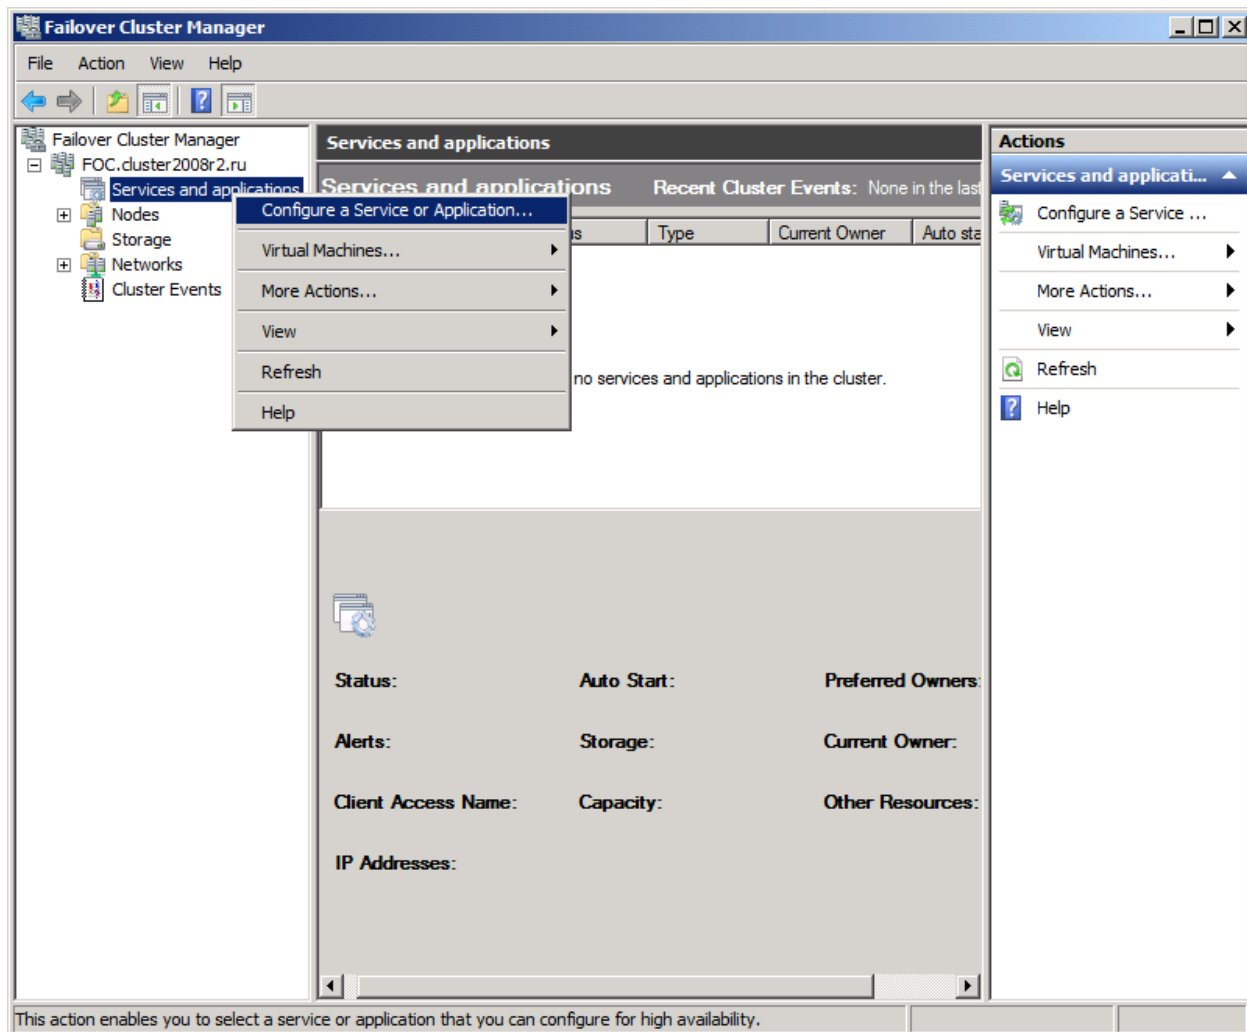 Failover Cluster Manager
File Action View Help
Failover Cluster Manager
FOC.cluster2008r2.ru
Services and applications
Nodes
Storage
Networks
Cluster Events
Configure a Service or Application...
Virtual Machines...
More Actions...
View
Refresh
Help
Services and applications
Services and applications Recent Cluster Events: None in the last
Type Current Owner Auto sta
no services and applications in the cluster.
Status: Auto Start: Preferred Owners:
Alerts: Storage: Current Owner:
Client Access Name: Capacity: Other Resources:
IP Addresses:
Actions
Services and applicati...
Configure a Service ...
Virtual Machines...
More Actions...
View
Refresh
Help
This action enables you to select a service or application that you can configure for high availability.